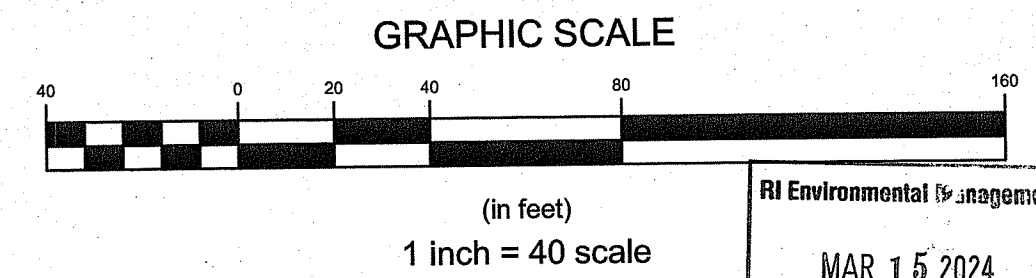 GRAPHIC SCALE
40 0 20 40 80 160
(in feet)
1 inch = 40 scale
RI Environmental
MAR 15 2024